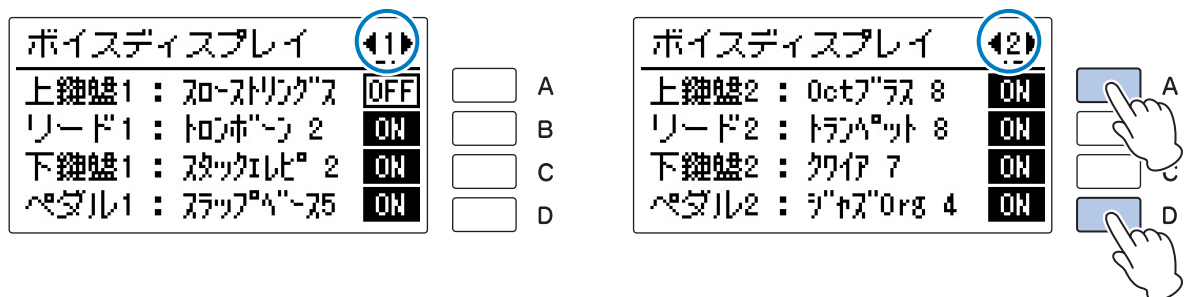 ボイスディスプレイ ◀1▶
上鍵盤1 : スローストリングス OFF A
リード1 : トロンボーン 2 ON B
下鍵盤1 : スタックエレピ 2 ON C
ペダル1 : スラップベース5 ON D
ボイスディスプレイ ◀2▶
上鍵盤2 : Octブラス 8 ON A
リード2 : トランペット 8 ON
下鍵盤2 : クワイア 7 ON C
ペダル2 : ジャズOrg 4 ON D